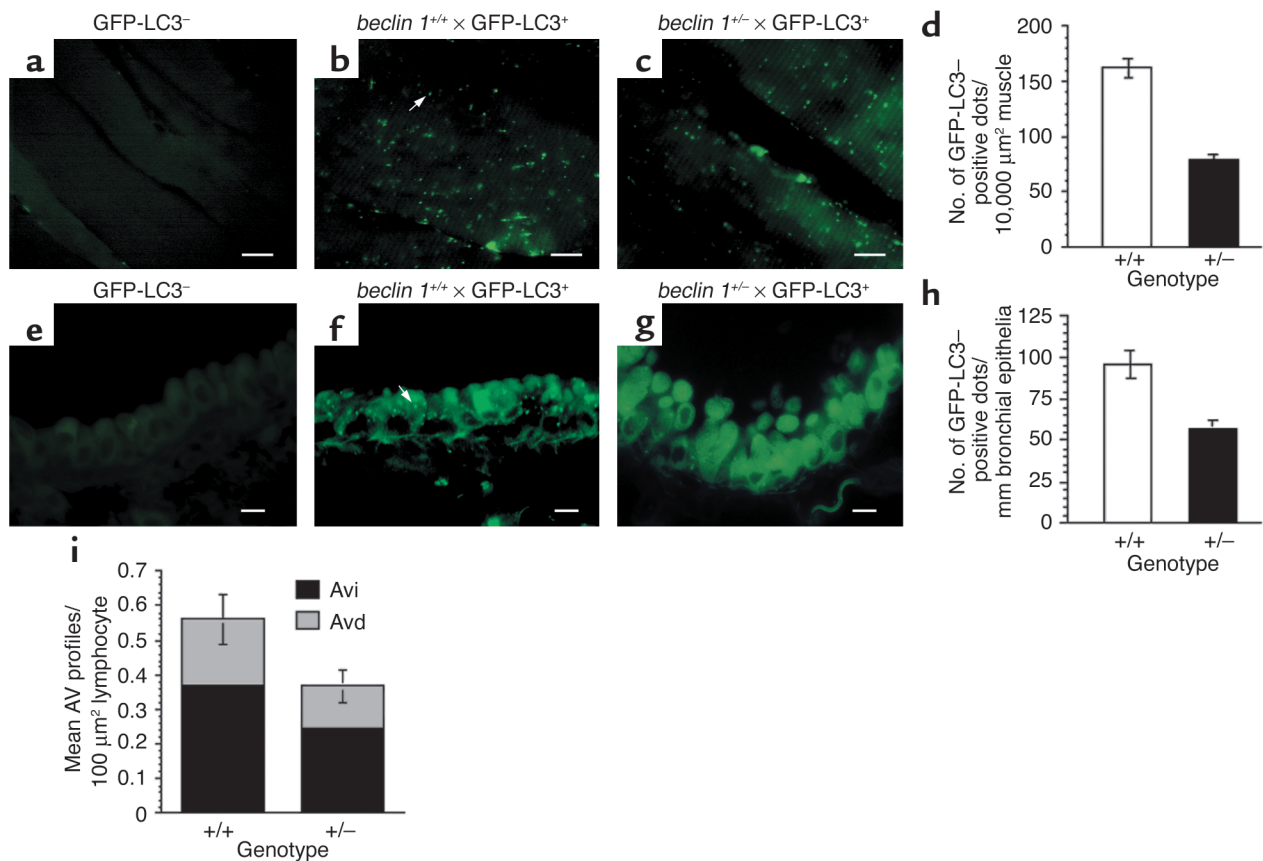 GFP-LC3–
beclin 1+/+ × GFP-LC3+
beclin 1+/– × GFP-LC3+
a
b
c
d
No. of GFP-LC3–
positive dots/
10,000 μm² muscle
200
150
100
50
0
+/+
+/–
Genotype
GFP-LC3–
beclin 1+/+ × GFP-LC3+
beclin 1+/– × GFP-LC3+
e
f
g
h
No. of GFP-LC3–
positive dots/
mm bronchial epithelia
125
100
75
50
25
0
+/+
+/–
Genotype
i
Mean AV profiles/
100 μm² lymphocyte
0.7
0.6
0.5
0.4
0.3
0.2
0.1
0
Avi
Avd
+/+
+/–
Genotype